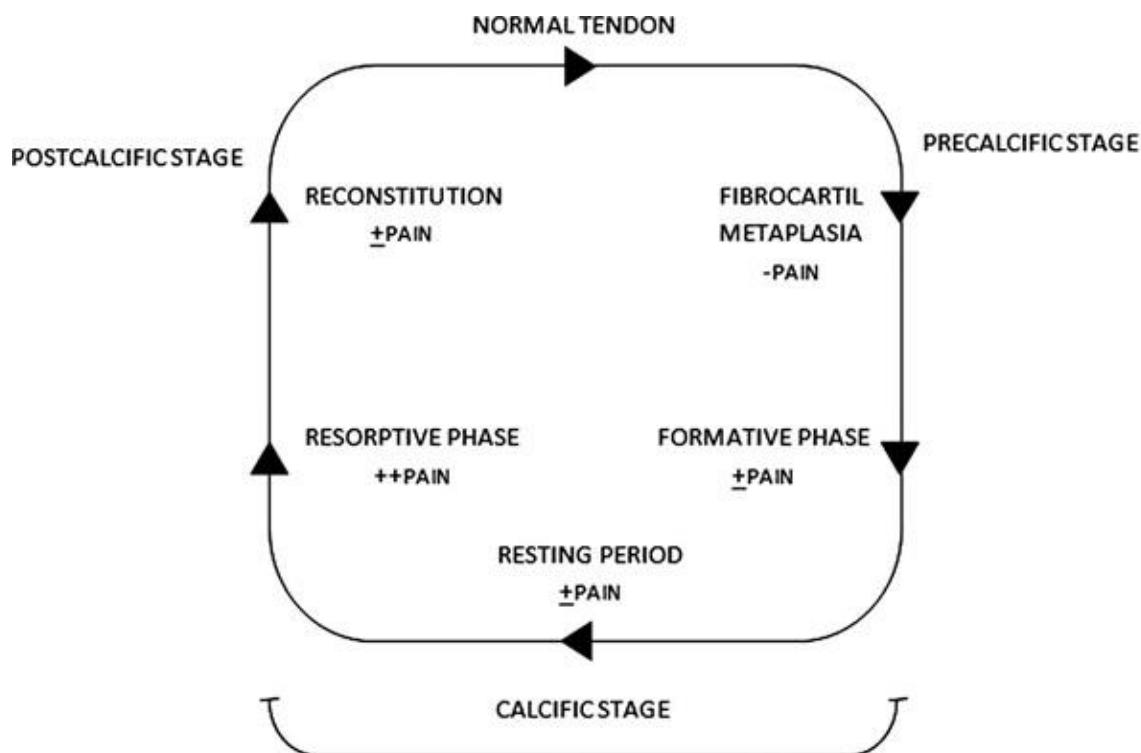 NORMAL TENDON
POSTCALCIFIC STAGE
PRECALCIFIC STAGE
RECONSTITUTION
±PAIN
FIBROCARTIL
METAPLASIA
-PAIN
RESORPTIVE PHASE
++PAIN
FORMATIVE PHASE
±PAIN
RESTING PERIOD
±PAIN
CALCIFIC STAGE